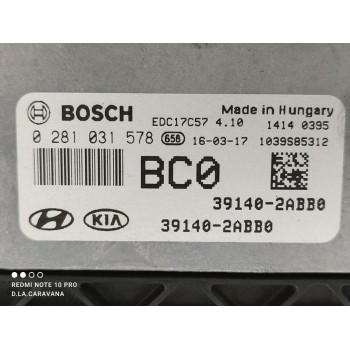 BOSCH
EDC17C57 4.10
Made in Hungary
1414 0395
0 281 031 578
656
16-03-17
1039S85312
BC0
39140-2ABB0
KIA
39140-2ABB0
REDMI NOTE 10 PRO
D.LA.CARAVANA